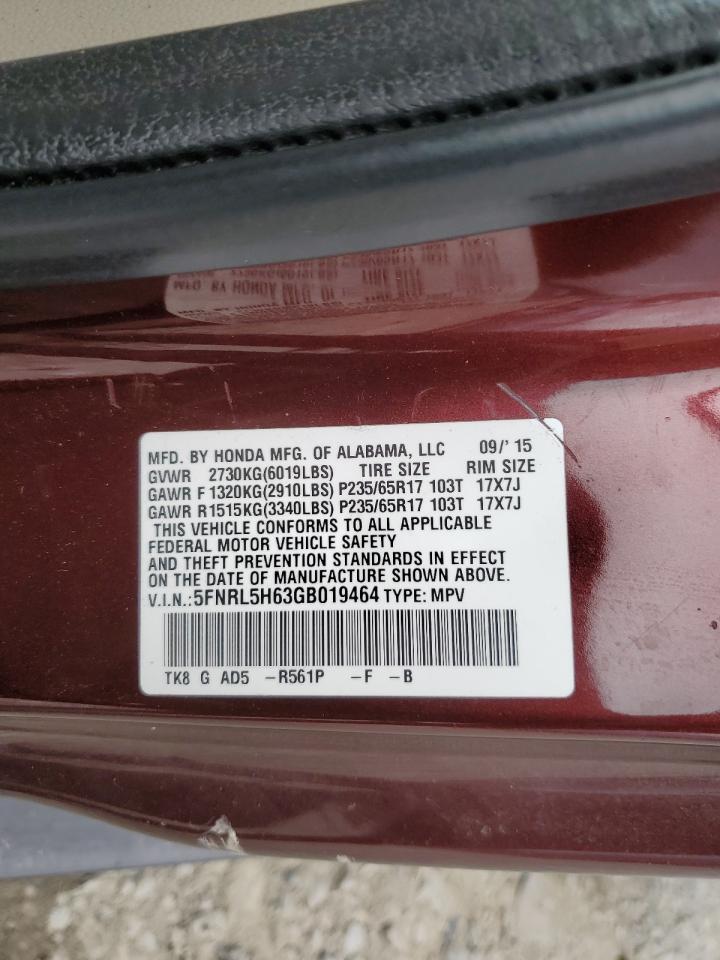 MFD. BY HONDA MFG. OF ALABAMA, LLC 09/' 15
GVWR 2730KG(6019LBS) TIRE SIZE RIM SIZE
GAWR F 1320KG(2910LBS) P235/65R17 103T 17X7J
GAWR R1515KG(3340LBS) P235/65R17 103T 17X7J
THIS VEHICLE CONFORMS TO ALL APPLICABLE
FEDERAL MOTOR VEHICLE SAFETY
AND THEFT PREVENTION STANDARDS IN EFFECT
ON THE DATE OF MANUFACTURE SHOWN ABOVE.
V.I.N.:5FNRL5H63GB019464 TYPE: MPV
TK8 G AD5 -R561P -F -B